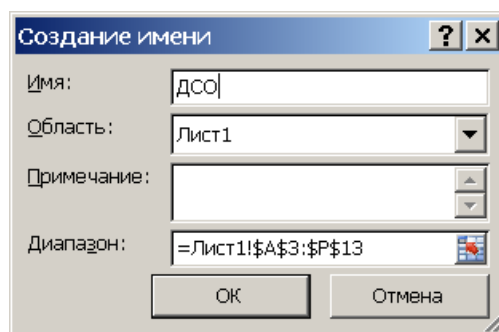 Создание имени
Имя: ДСО
Область: Лист1
Примечание:
Диапазон: =Лист1!$A$3:$P$13
ОК Отмена